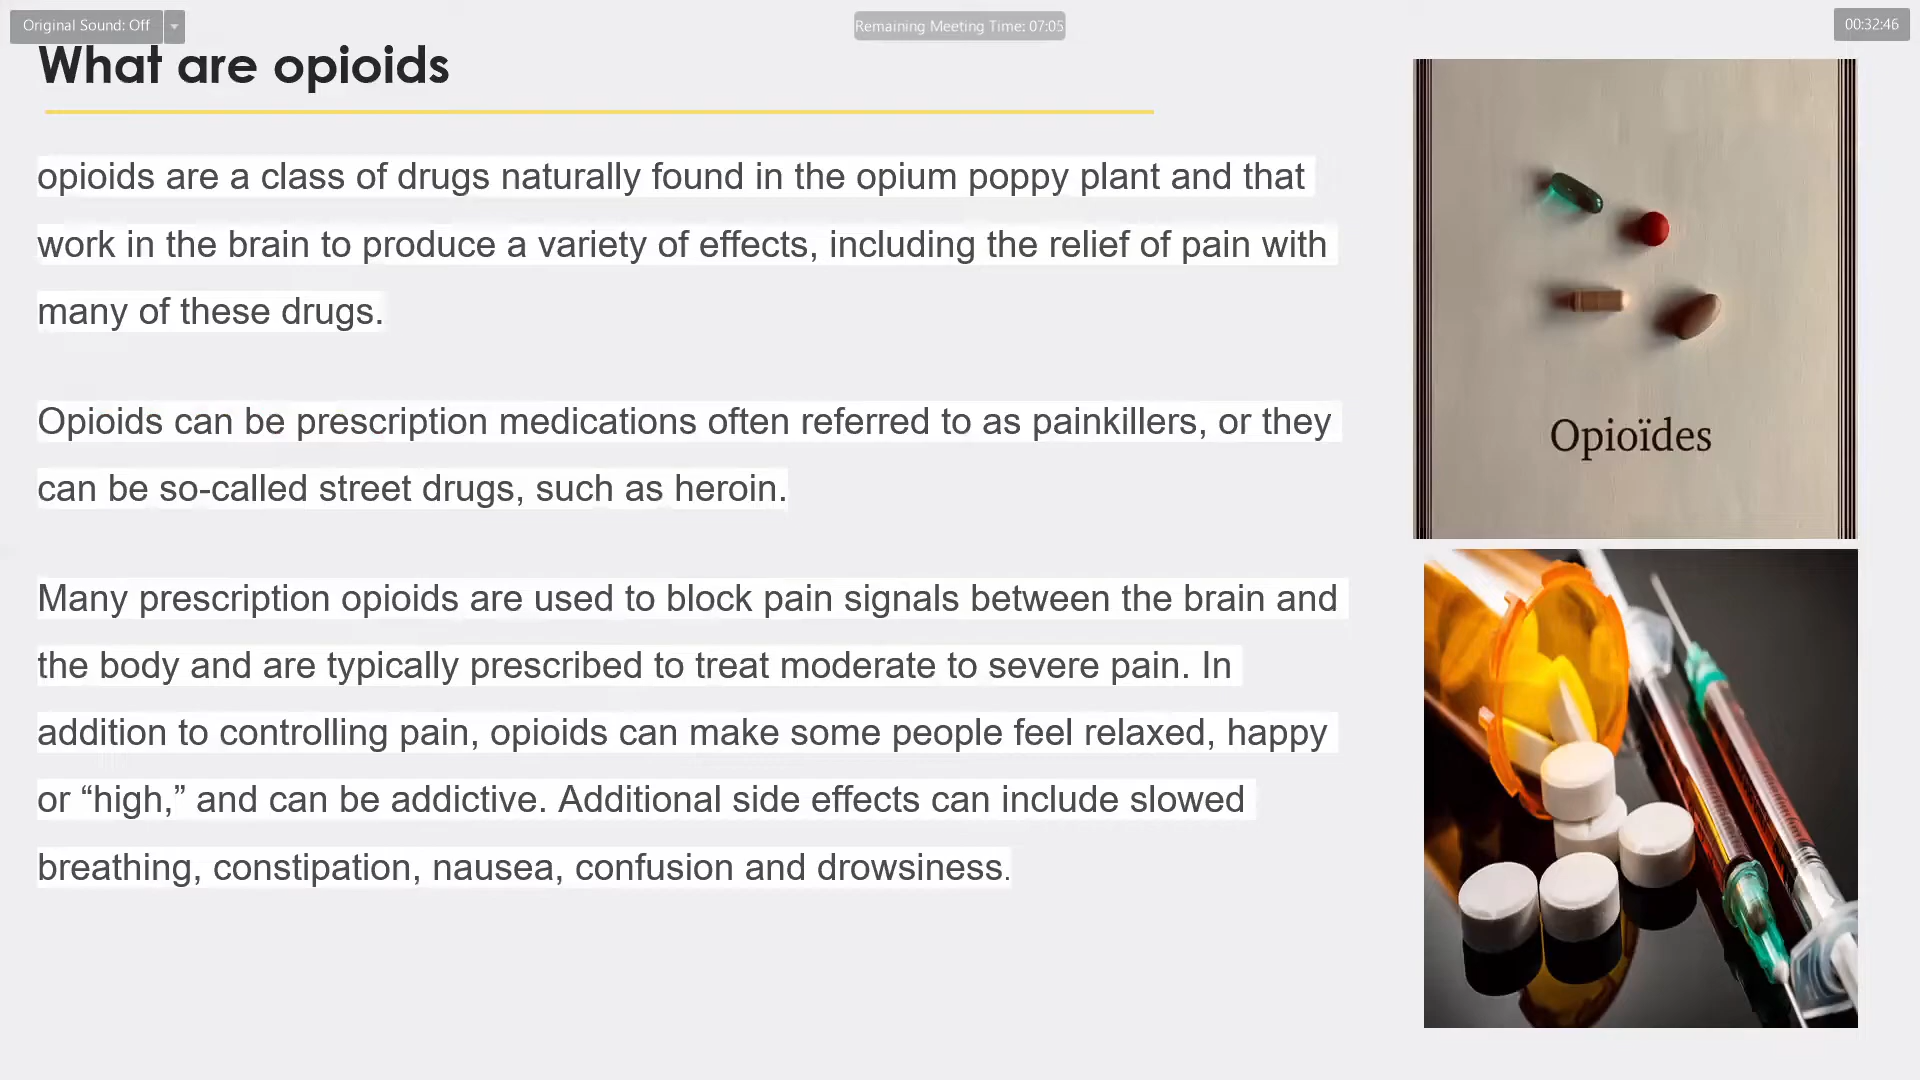 Original Sound: Off
Remaining Meeting Time: 07:05
00:32:46
What are opioids
opioids are a class of drugs naturally found in the opium poppy plant and that
work in the brain to produce a variety of effects, including the relief of pain with
many of these drugs.
Opioids can be prescription medications often referred to as painkillers, or they
can be so-called street drugs, such as heroin.
Many prescription opioids are used to block pain signals between the brain and
the body and are typically prescribed to treat moderate to severe pain. In
addition to controlling pain, opioids can make some people feel relaxed, happy
or “high,” and can be addictive. Additional side effects can include slowed
breathing, constipation, nausea, confusion and drowsiness.
Opioïdes